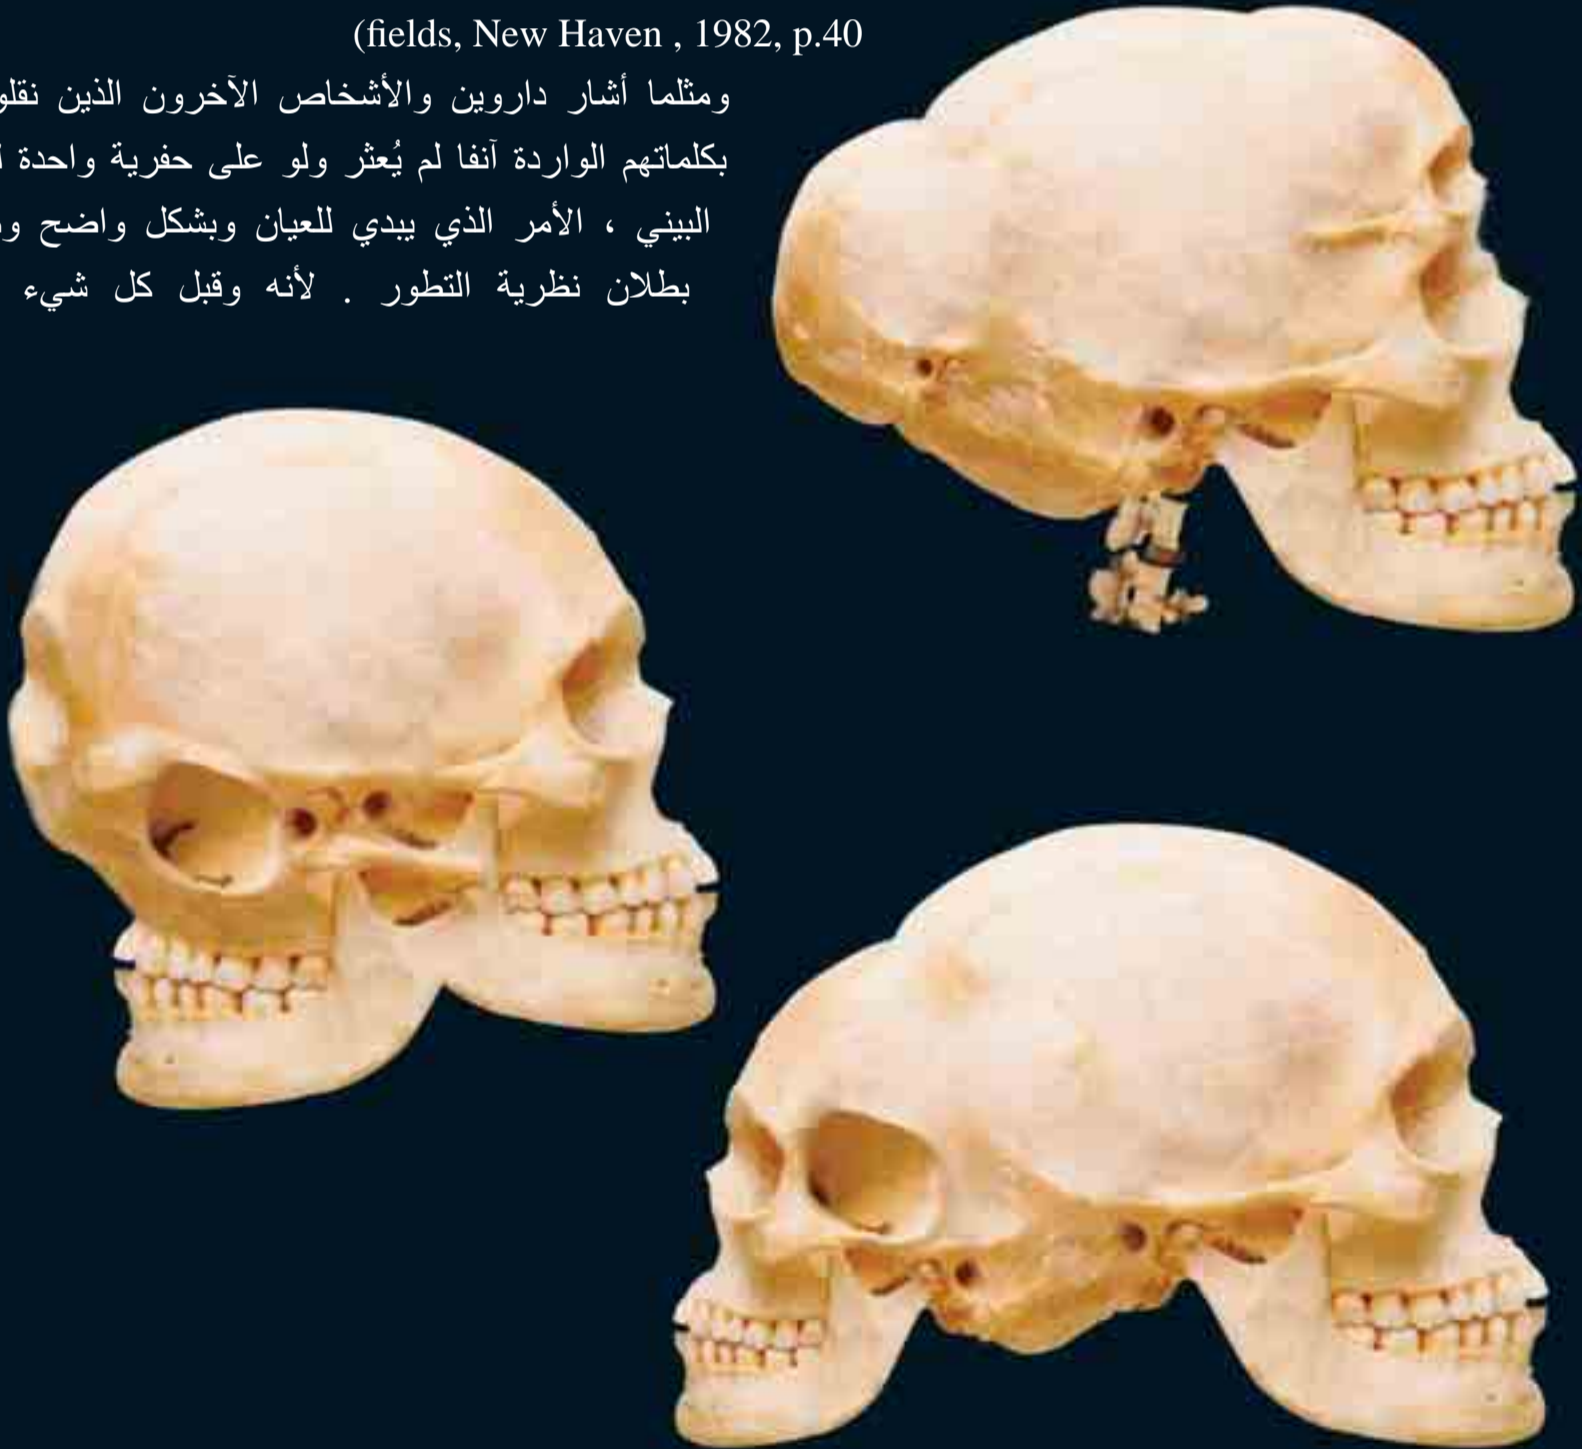 (fields, New Haven , 1982, p.40
ومثلما أشار داروين والأشخاص الآخرون الذين
بكلماتهم الواردة آنفا لم يُعثر ولو على حفرية واحدة
البيني ، الأمر الذي يبدي للعيان وبشكل واضح
بطلان نظرية التطور . لأنه وقبل كل شيء